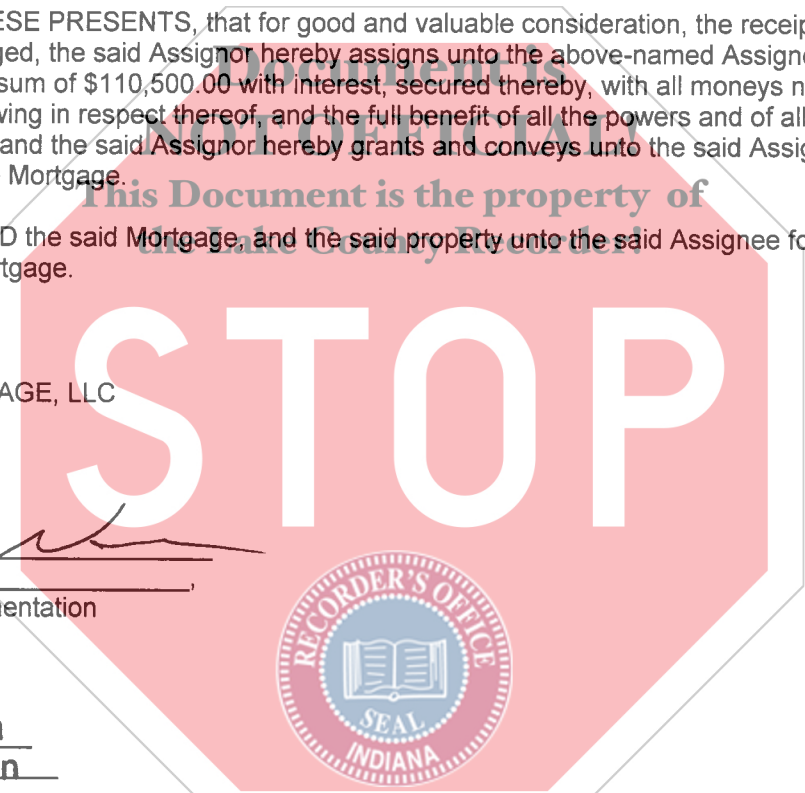 ESE PRESENTS, that for good and valuable consideration, the receip
ged, the said Assignor hereby assigns unto the above-named Assigne
Document is
sum of $110,500.00 with interest, secured thereby, with all moneys n
ving in respect thereof, and the full benefit of all the powers and of all
NOT OFFICIAL!
and the said Assignor hereby grants and conveys unto the said Assig
Mortgage.
This Document is the property of
D the said Mortgage, and the said property unto the said Assignee fo
the Lake County Recorder!
tgage.
STOP
AGE, LLC
entation
RECORDER'S OFFICE
SEAL
INDIANA
n